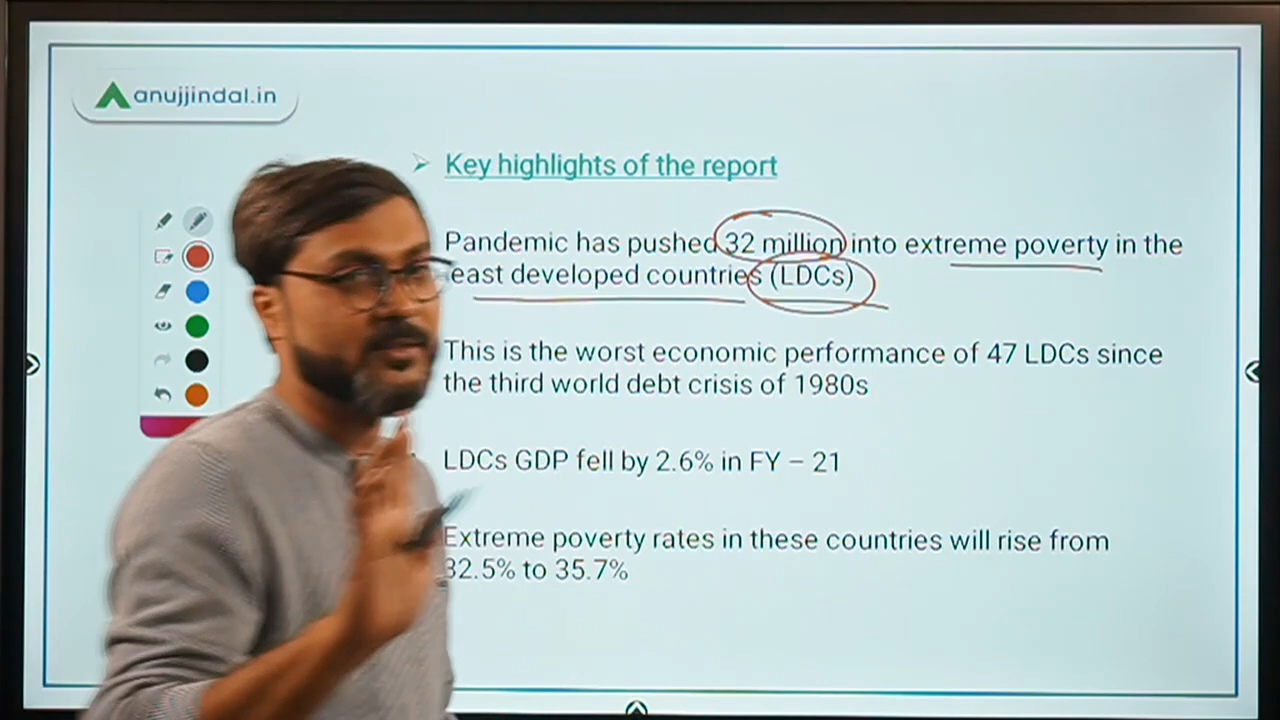 anujjindal.in
Key highlights of the report
Pandemic has pushed 32 million into extreme poverty in the
east developed countries (LDCs)
This is the worst economic performance of 47 LDCs since
the third world debt crisis of 1980s
LDCs GDP fell by 2.6% in FY – 21
Extreme poverty rates in these countries will rise from
32.5% to 35.7%